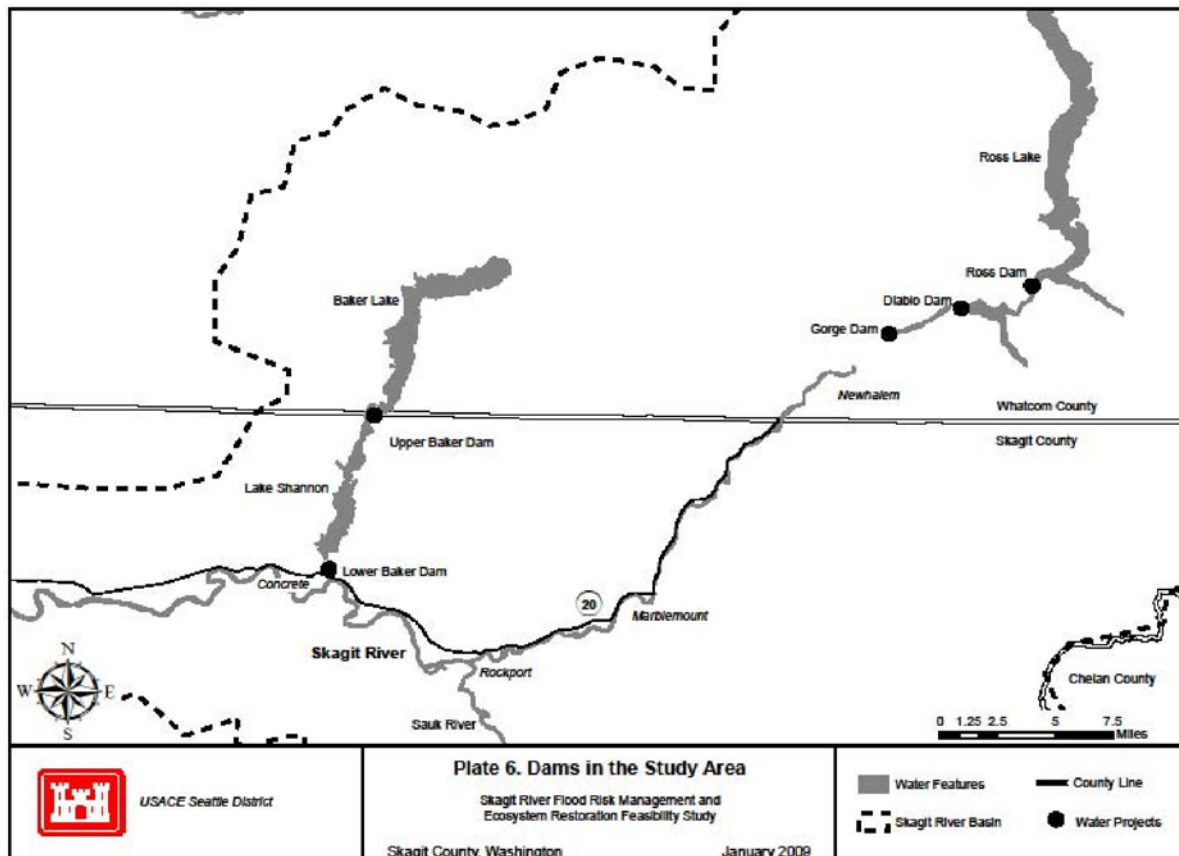 Ross Lake
Ross Dam
Baker Lake
Diablo Dam
Gorge Dam
Newhalem
Whatcom County
Upper Baker Dam
Skagit County
Lake Shannon
Lower Baker Dam
Concrete
20
Marblemount
Skagit River
N
Rockport
W E
Chelan County
S
Sauk River
0 1.25 2.5 5 7.5
Miles
USACE Seattle District
Plate 6. Dams in the Study Area
Skagit River Flood Risk Management and
Ecosystem Restoration Feasibility Study
Skagit County, Washington January 2009
Water Features County Line
Skagit River Basin Water Projects